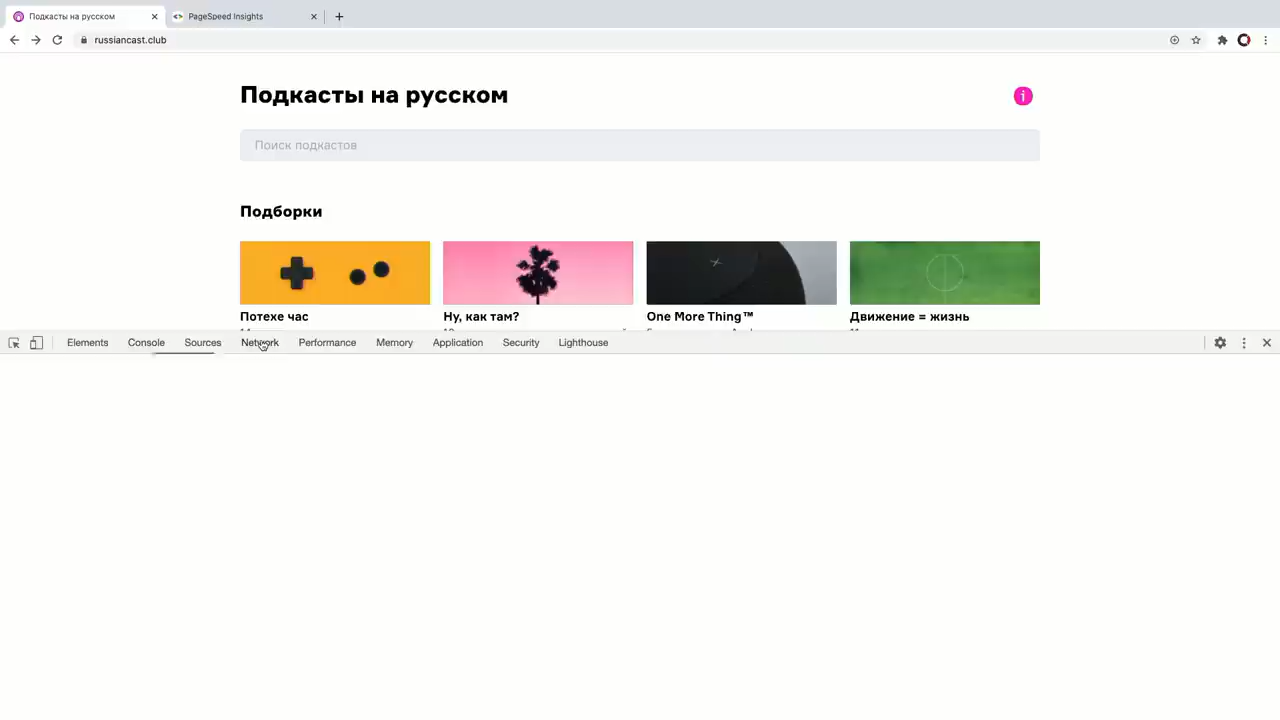 Подкасты на русском
PageSpeed Insights
russiancast.club
Подкасты на русском
i
Поиск подкастов
Подборки
Потехе час
Ну, как там?
One More Thing™
Движение = жизнь
Elements Console Sources Network Performance Memory Application Security Lighthouse